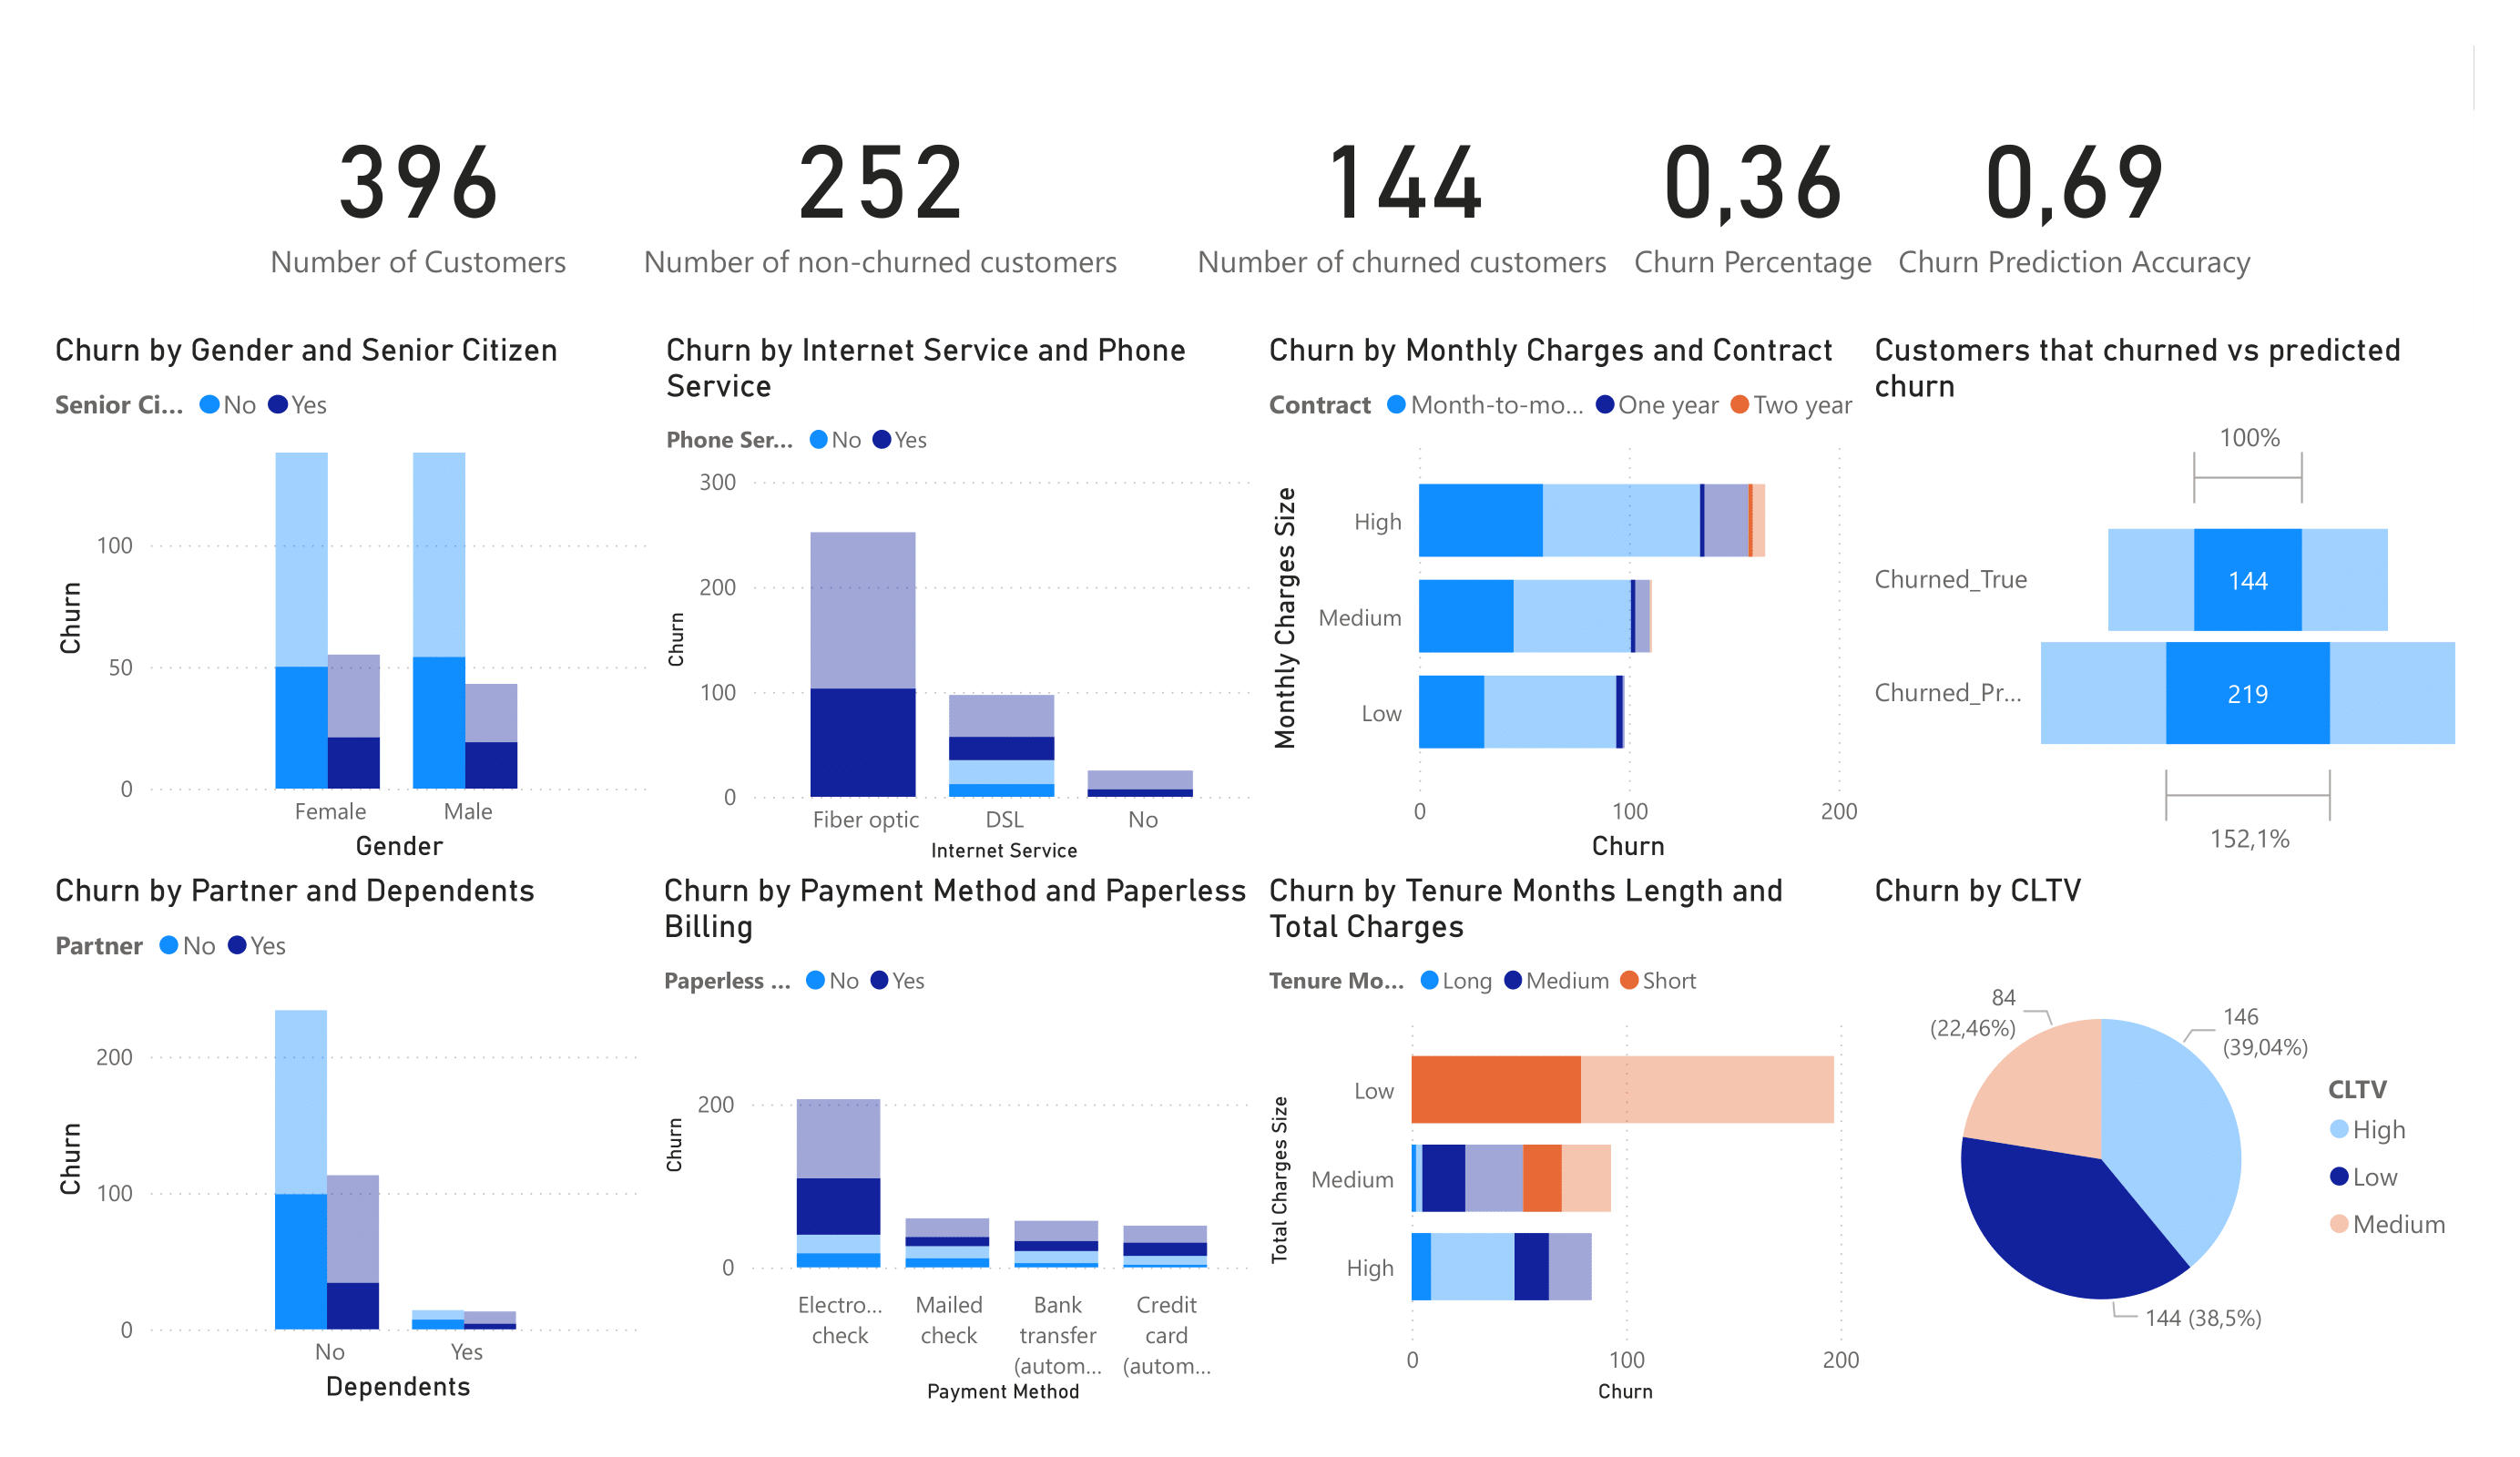 396
Number of Customers
252
Number of non-churned customers
144
Number of churned customers
0,36
Churn Percentage
0,69
Churn Prediction Accuracy
Churn by Gender and Senior Citizen
Senior Ci... No Yes
Churn
100
50
0
Female Male
Gender
Churn by Internet Service and Phone
Service
Phone Ser... No Yes
Churn
300
200
100
0
Fiber optic DSL No
Internet Service
Churn by Monthly Charges and Contract
Contract Month-to-mo... One year Two year
Monthly Charges Size
High
Medium
Low
0 100 200
Churn
Customers that churned vs predicted
churn
100%
Churned_True 144
Churned_Pr... 219
152,1%
Churn by Partner and Dependents
Partner No Yes
Churn
200
100
0
No Yes
Dependents
Churn by Payment Method and Paperless
Billing
Paperless ... No Yes
Churn
200
0
Electro...
check
Mailed
check
Bank
transfer
(autom...
Credit
card
(autom...
Payment Method
Churn by Tenure Months Length and
Total Charges
Tenure Mo... Long Medium Short
Total Charges Size
Low
Medium
High
0 100 200
Churn
Churn by CLTV
84
(22,46%)
146
(39,04%)
144 (38,5%)
CLTV
High
Low
Medium